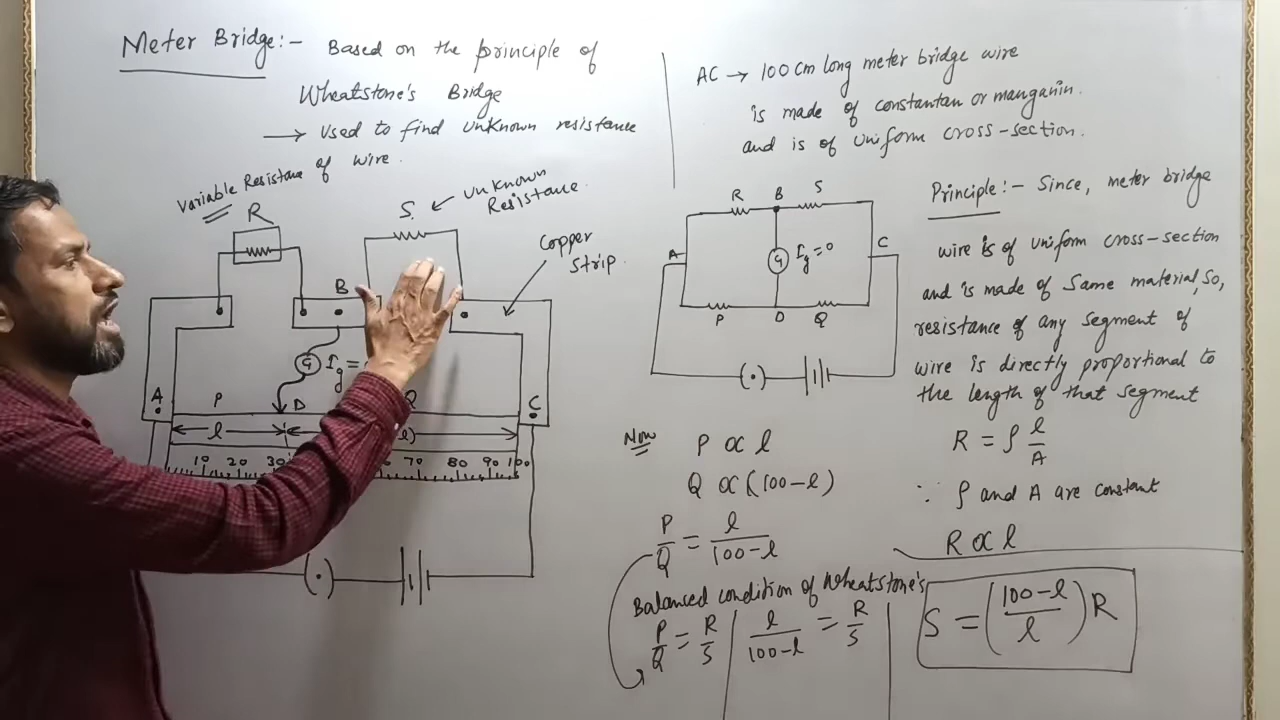 Meter Bridge:- Based on the principle of
Wheatstone's Bridge
→ Used to find unknown resistance
of wire.
Variable Resistance
R
S
← unknown
Resistance.
Copper
strip.
B
G I g =
A P D Q C
l l)
10 20 30 70 80 90 100
(·)
AC → 100 cm long meter bridge wire
is made of constantan or manganin.
and is of uniform cross-section.
R B S
A G Ig = 0 C
P D Q
(·)
Principle:- Since, meter bridge
wire is of uniform cross-section
and is made of same material, so,
resistance of any segment of
wire is directly proportional to
the length of that segment
R = ρ l/A
∵ ρ and A are constant
R ∝ l
Now P ∝ l
Q ∝ (100-l)
P/Q = l/100-l
Balanced condition of Wheatstone's
P/Q = R/S
l/100-l = R/S
S = (100-l/l) R